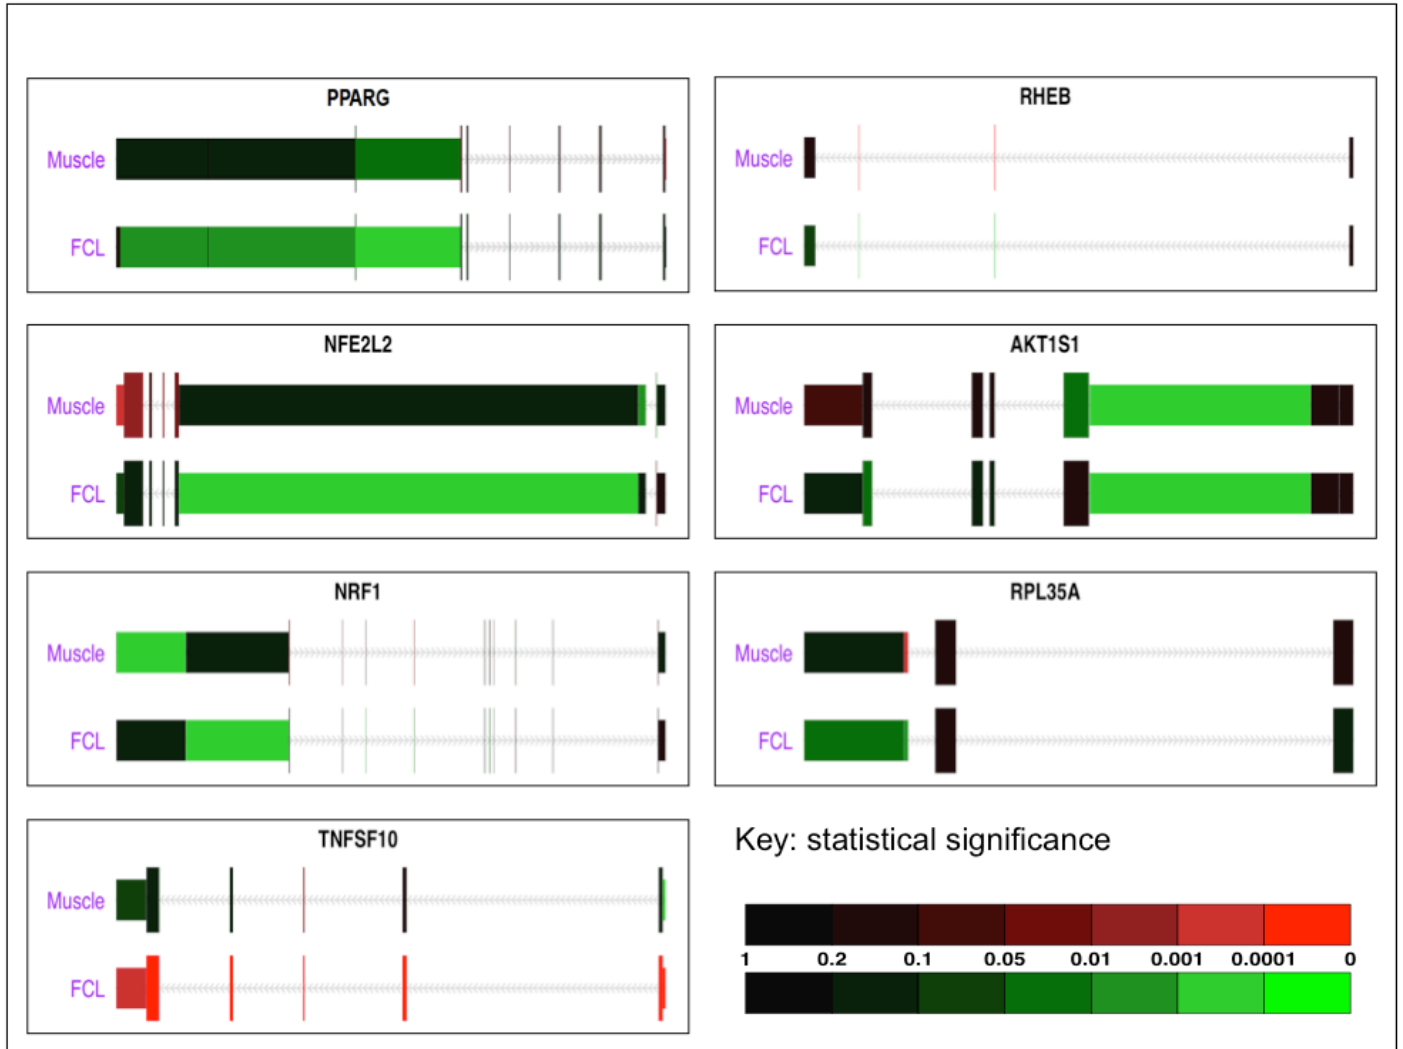 PPARG
Muscle
FCL
RHEB
Muscle
FCL
NFE2L2
Muscle
FCL
AKT1S1
Muscle
FCL
NRF1
Muscle
FCL
RPL35A
Muscle
FCL
TNFSF10
Muscle
FCL
Key: statistical significance
1 0.2 0.1 0.05 0.01 0.001 0.0001 0